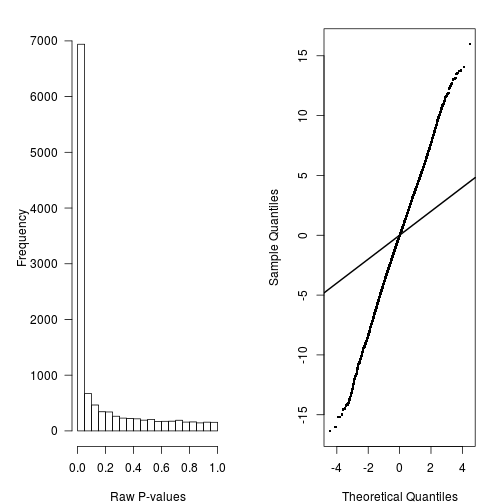 Frequency
7000
6000
5000
4000
3000
2000
1000
0
0.0 0.2 0.4 0.6 0.8 1.0
Raw P-values
Sample Quantiles
15
10
5
0
-5
-10
-15
-4 -2 0 2 4
Theoretical Quantiles